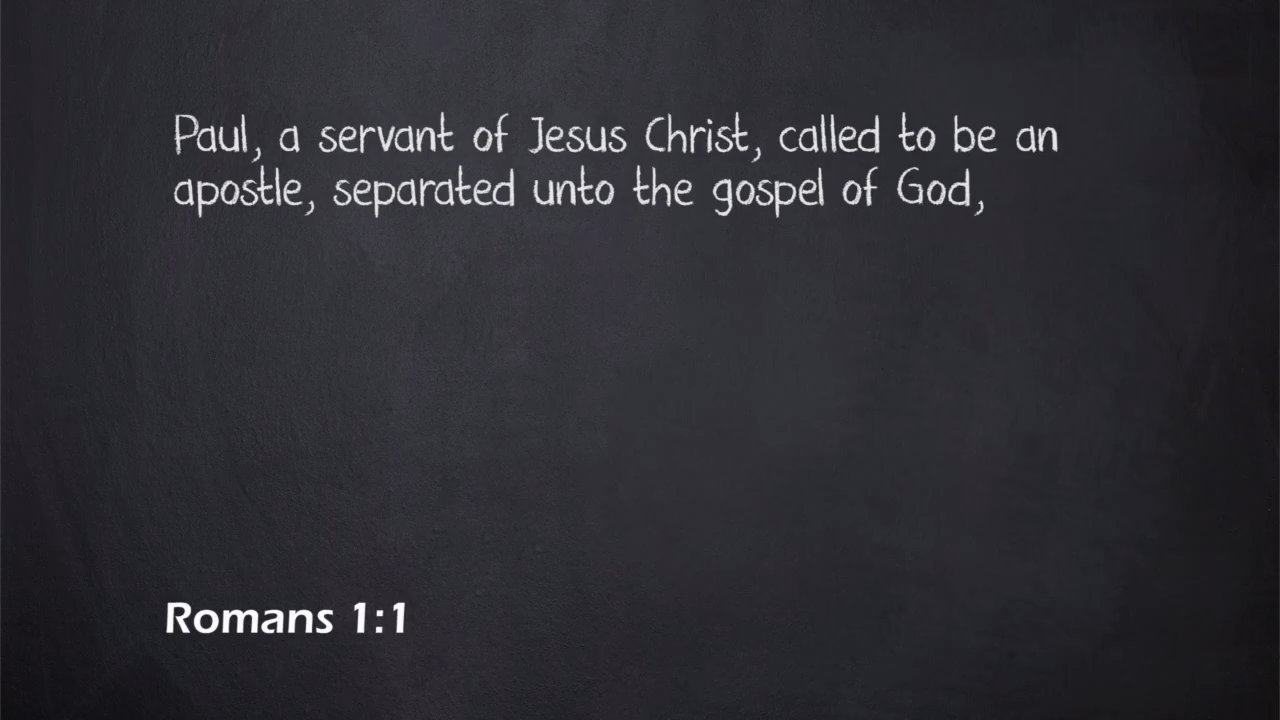 Paul, a servant of Jesus Christ, called to be an
apostle, separated unto the gospel of God,
Romans 1:1